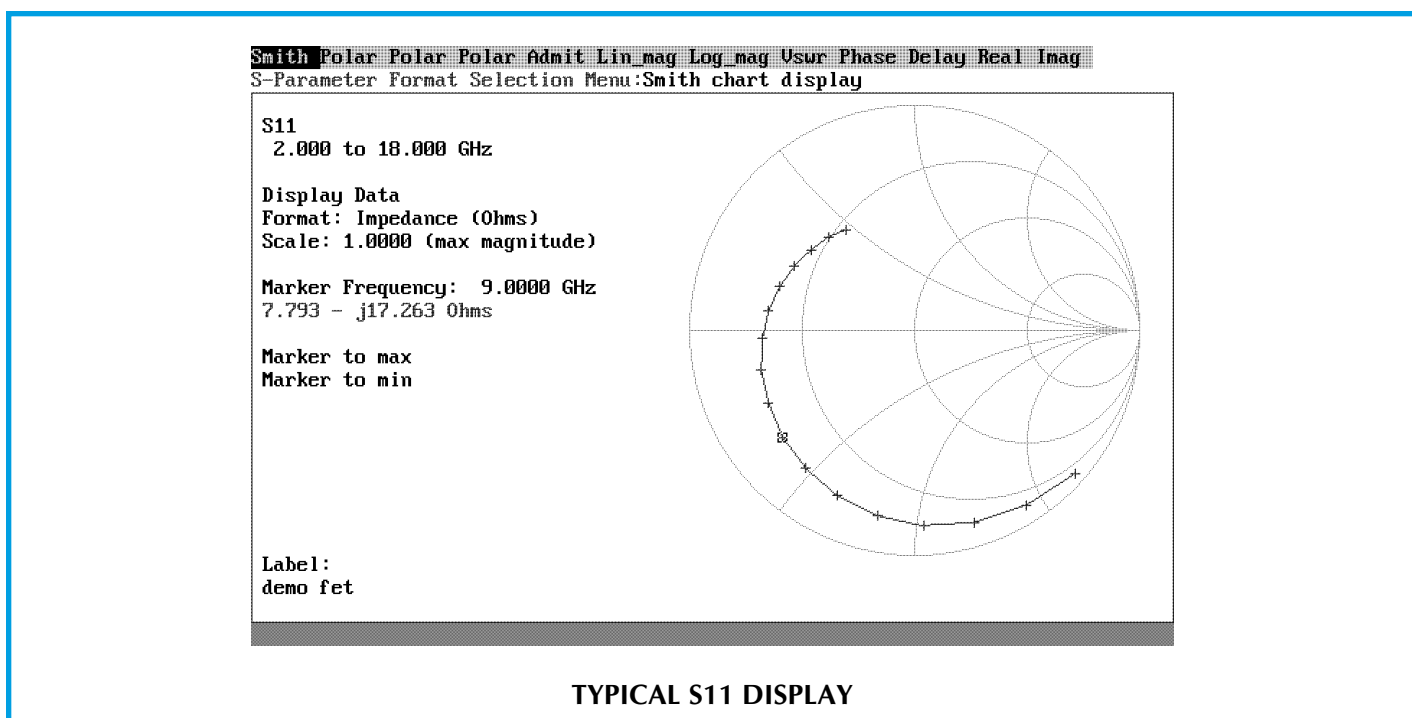 Smith Polar Polar Polar Admit Lin_mag Log_mag Vswr Phase Delay Real Imag
S-Parameter Format Selection Menu:Smith chart display
S11
2.000 to 18.000 GHz
Display Data
Format: Impedance (Ohms)
Scale: 1.0000 (max magnitude)
Marker Frequency: 9.0000 GHz
7.793 - j17.263 Ohms
Marker to max
Marker to min
Label:
demo fet
TYPICAL S11 DISPLAY